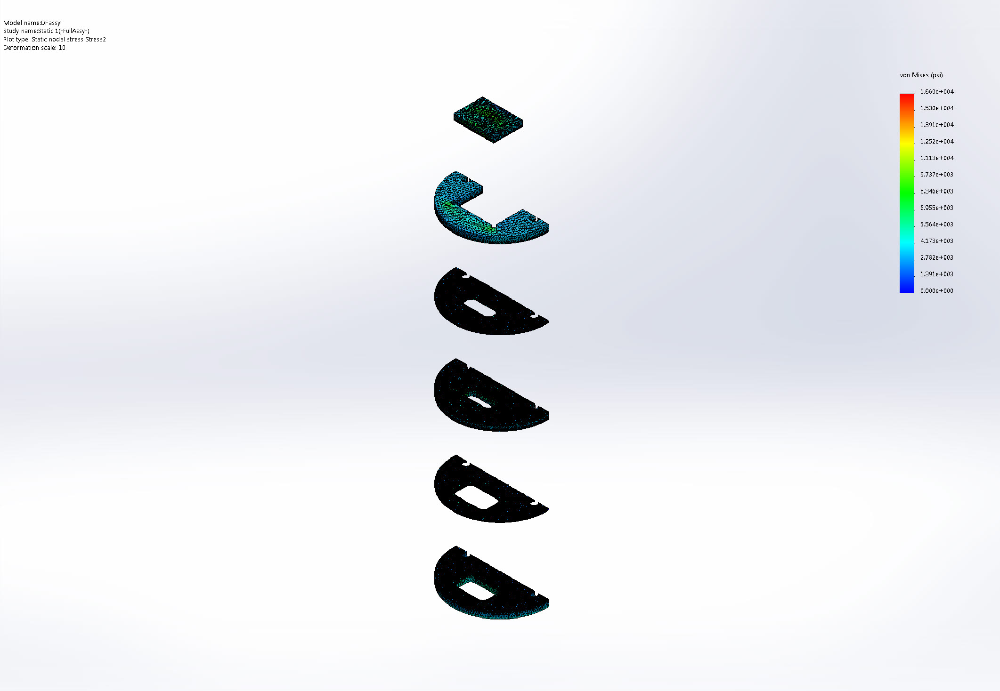 Model name:DFassy
Study name:Static 1(-FullAssy-)
Plot type: Static nodal stress Stress2
Deformation scale: 10
von Mises (psi)
1.669e+004
1.530e+004
1.391e+004
1.252e+004
1.113e+004
9.737e+003
8.346e+003
6.955e+003
5.564e+003
4.173e+003
2.782e+003
1.391e+003
0.000e+000